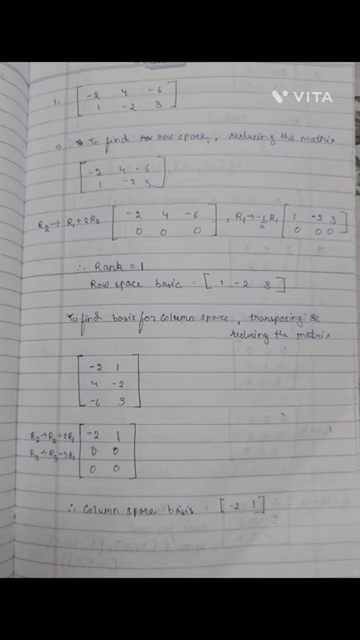 VITA
1. [ -2 4 -6
1 -2 3 ]
⇒ To find row space, reducing the matrix
[ -2 4 -6
1 -2 3 ],
R2 → R1 + 2R2 [ -2 4 -6
0 0 0 ], R1 → -1/2 R1 [ 1 -2 3
0 0 0 ]
∴ Rank = 1
Row space basic : [ 1 -2 3 ]
To find basis for column space, transposing &
reducing the matrix
[ -2 1
4 -2
-6 3 ]
R2 → R2+2R1 [ -2 1
R3 → R3-3R1 0 0
0 0 ]
∴ Column space basis : [ -2 1 ]